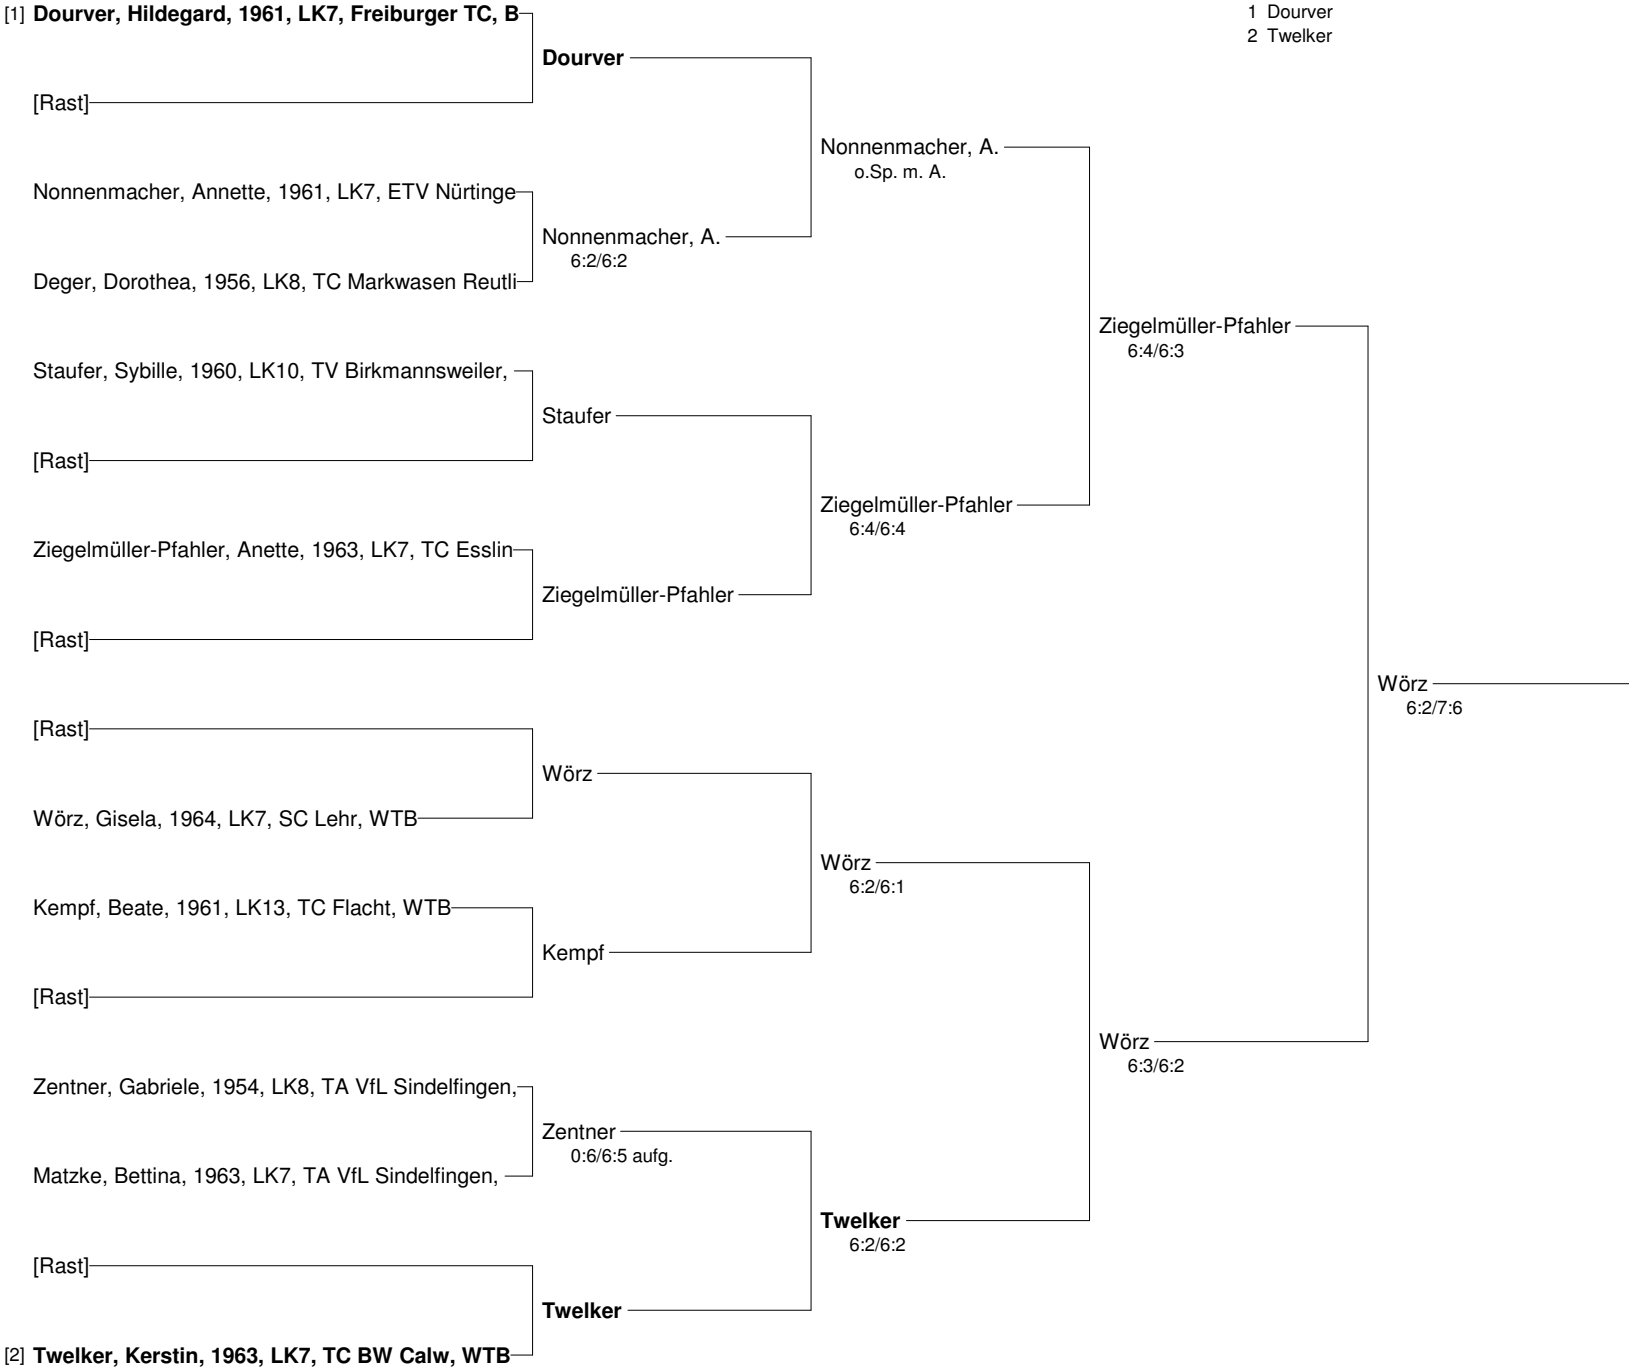 [1] Dourver, Hildegard, 1961, LK7, Freiburger TC, B
1 Dourver
2 Twelker
Dourver
[Rast]
Nonnenmacher, A.
o.Sp. m. A.
Nonnenmacher, Annette, 1961, LK7, ETV Nürtinge
Nonnenmacher, A.
6:2/6:2
Deger, Dorothea, 1956, LK8, TC Markwasen Reutli
Ziegelmüller-Pfahler
6:4/6:3
Staufer, Sybille, 1960, LK10, TV Birkmannsweiler,
Staufer
[Rast]
Ziegelmüller-Pfahler
6:4/6:4
Ziegelmüller-Pfahler, Anette, 1963, LK7, TC Esslin
Ziegelmüller-Pfahler
[Rast]
Wörz
6:2/7:6
[Rast]
Wörz
Wörz, Gisela, 1964, LK7, SC Lehr, WTB
Wörz
6:2/6:1
Kempf, Beate, 1961, LK13, TC Flacht, WTB
Kempf
[Rast]
Wörz
6:3/6:2
Zentner, Gabriele, 1954, LK8, TA VfL Sindelfingen,
Zentner
0:6/6:5 aufg.
Matzke, Bettina, 1963, LK7, TA VfL Sindelfingen,
Twelker
6:2/6:2
[Rast]
Twelker
[2] Twelker, Kerstin, 1963, LK7, TC BW Calw, WTB